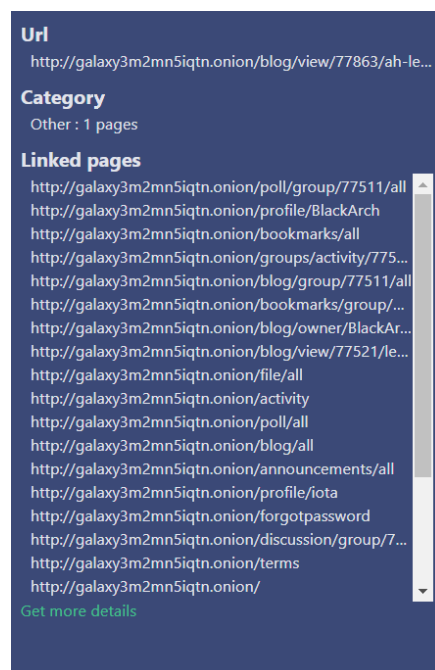 Url
http://galaxy3m2mn5iqtn.onion/blog/view/77863/ah-le...
Category
Other : 1 pages
Linked pages
http://galaxy3m2mn5iqtn.onion/poll/group/77511/all
http://galaxy3m2mn5iqtn.onion/profile/BlackArch
http://galaxy3m2mn5iqtn.onion/bookmarks/all
http://galaxy3m2mn5iqtn.onion/groups/activity/775...
http://galaxy3m2mn5iqtn.onion/blog/group/77511/all
http://galaxy3m2mn5iqtn.onion/bookmarks/group/...
http://galaxy3m2mn5iqtn.onion/blog/owner/BlackAr...
http://galaxy3m2mn5iqtn.onion/blog/view/77521/le...
http://galaxy3m2mn5iqtn.onion/file/all
http://galaxy3m2mn5iqtn.onion/activity
http://galaxy3m2mn5iqtn.onion/poll/all
http://galaxy3m2mn5iqtn.onion/blog/all
http://galaxy3m2mn5iqtn.onion/announcements/all
http://galaxy3m2mn5iqtn.onion/profile/iota
http://galaxy3m2mn5iqtn.onion/forgotpassword
http://galaxy3m2mn5iqtn.onion/discussion/group/7...
http://galaxy3m2mn5iqtn.onion/terms
http://galaxy3m2mn5iqtn.onion/
Get more details